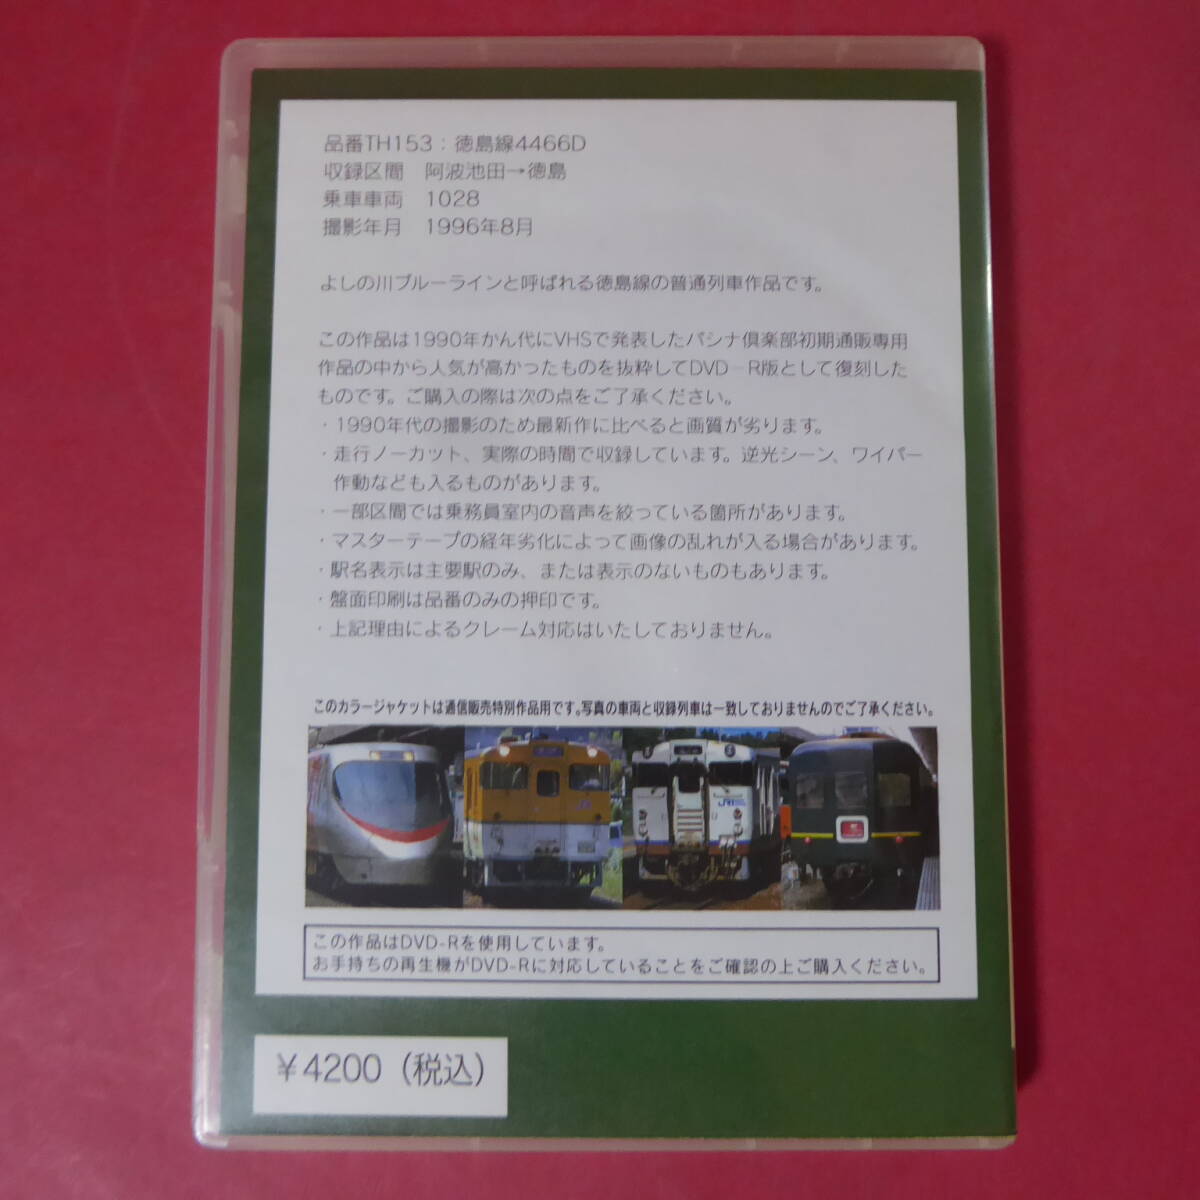 品番TH153：徳島線4466D
収録区間　阿波池田→徳島
乗車車両　1028
撮影年月　1996年8月
よしの川ブルーラインと呼ばれる徳島線の普通列車作品です。
この作品は1990年かん代にVHSで発表したパシナ倶楽部初期通販専用
作品の中から人気が高かったものを抜粋してDVD－R版として復刻した
ものです。ご購入の際は次の点をご了承ください。
・1990年代の撮影のため最新作に比べると画質が劣ります。
・走行ノーカット、実際の時間で収録しています。逆光シーン、ワイパー
作動なども入るものがあります。
・一部区間では乗務員室内の音声を絞っている箇所があります。
・マスターテープの経年劣化によって画像の乱れが入る場合があります。
・駅名表示は主要駅のみ、または表示のないものもあります。
・盤面印刷は品番のみの押印です。
・上記理由によるクレーム対応はいたしておりません。
このカラージャケットは通信販売特別作品用です。写真の車両と収録列車は一致しておりませんのでご了承ください。
JR
この作品はDVD-Rを使用しています。
お手持ちの再生機がDVD-Rに対応していることをご確認の上ご購入ください。
￥4200（税込）